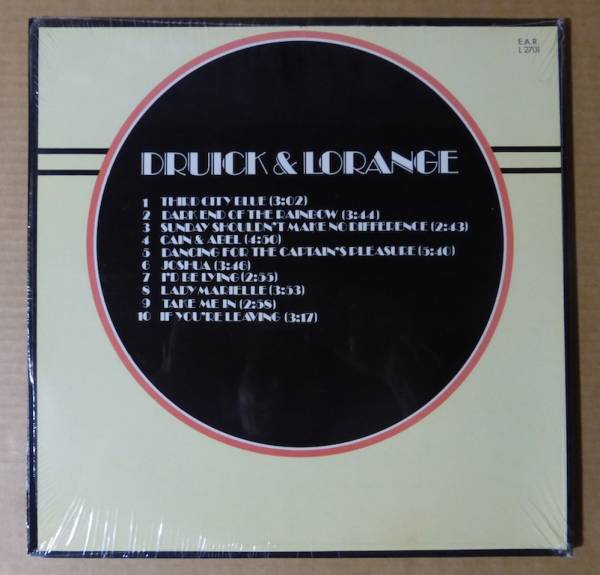 E.A.R.
L 2701
DRUICK & LORANGE
1 THIRD CITY BLUE (3:02)
2 DARK END OF THE RAINBOW (3:44)
3 SUNDAY SHOULDN'T MAKE NO DIFFERENCE (2:43)
4 CAIN & ABEL (4:50)
5 DANCING FOR THE CAPTAIN'S PLEASURE (5:40)
6 JOSHUA (3:46)
7 I'D BE LYING (2:55)
8 LADY MARIELLE (3:53)
9 TAKE ME IN (2:58)
10 IF YOU'RE LEAVING (3:17)